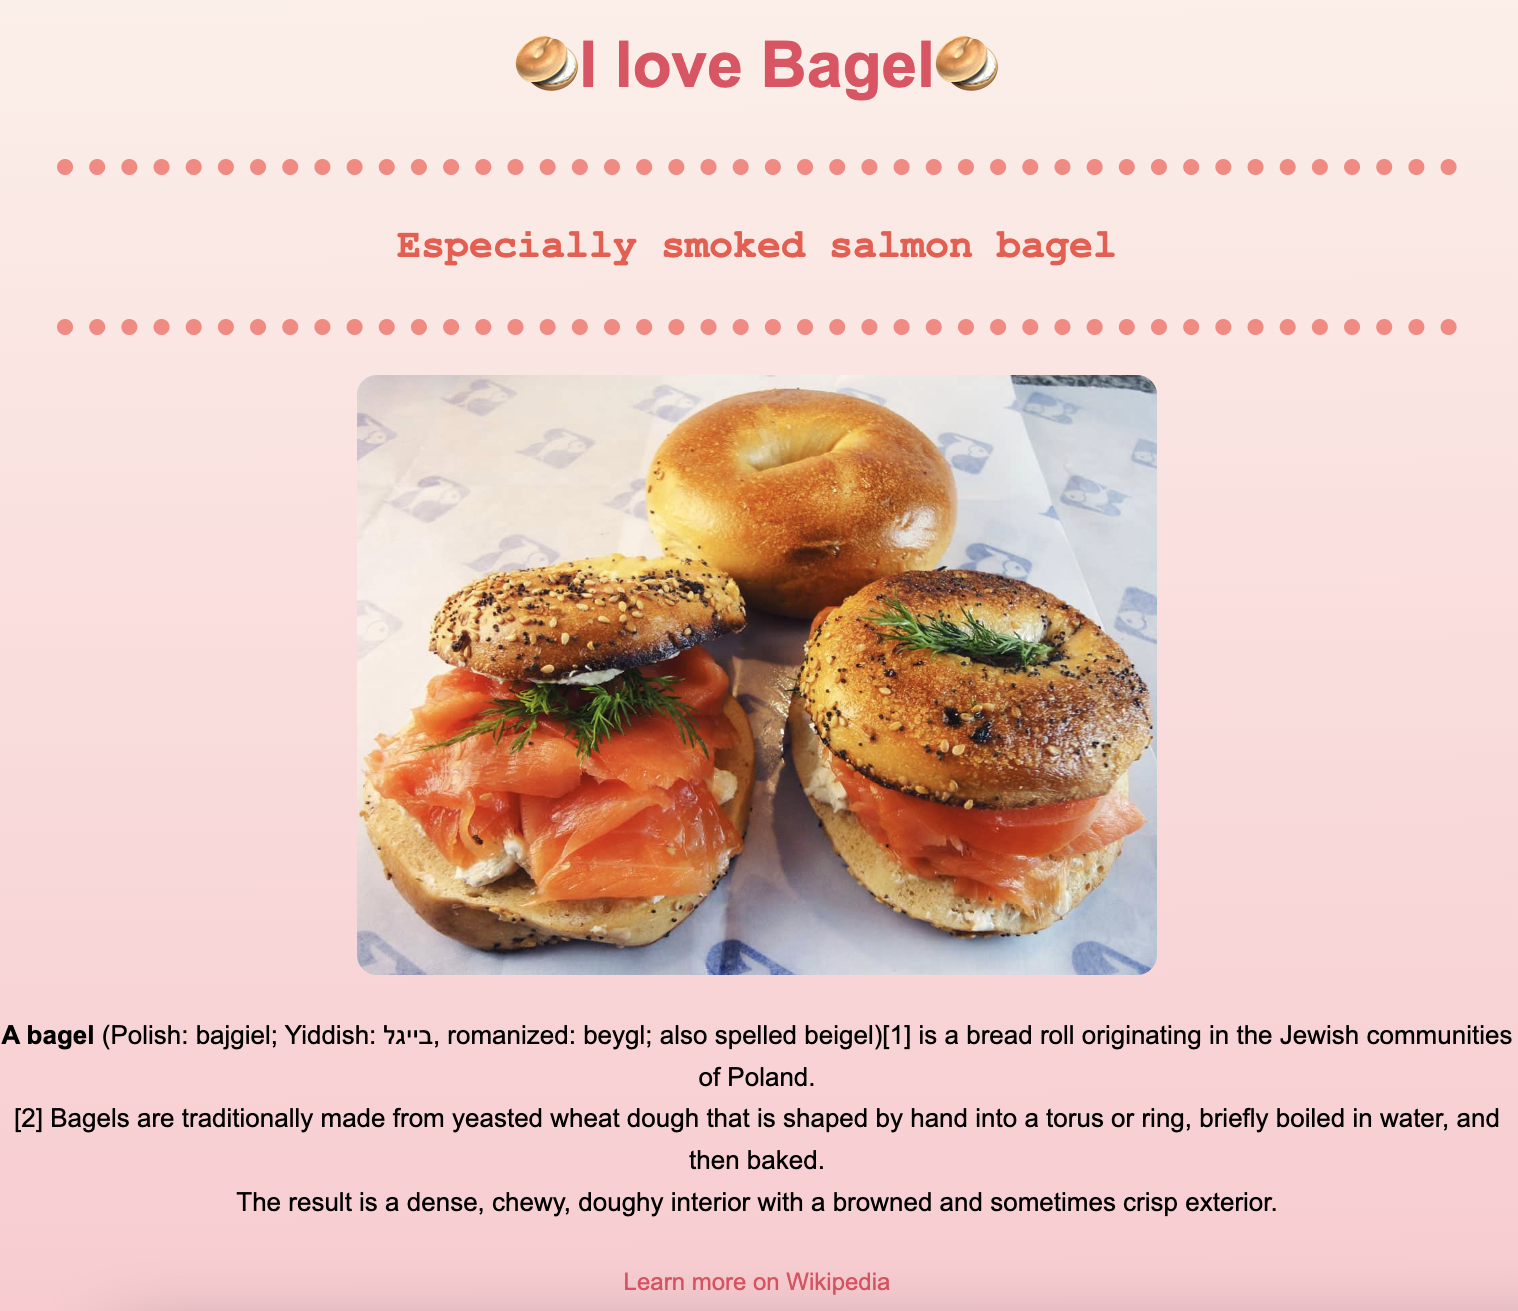 🥯I love Bagel🥯
Especially smoked salmon bagel
A bagel (Polish: bajgiel; Yiddish: בייגל, romanized: beygl; also spelled beigel)[1] is a bread roll originating in the Jewish communities
of Poland.
[2] Bagels are traditionally made from yeasted wheat dough that is shaped by hand into a torus or ring, briefly boiled in water, and
then baked.
The result is a dense, chewy, doughy interior with a browned and sometimes crisp exterior.
Learn more on Wikipedia